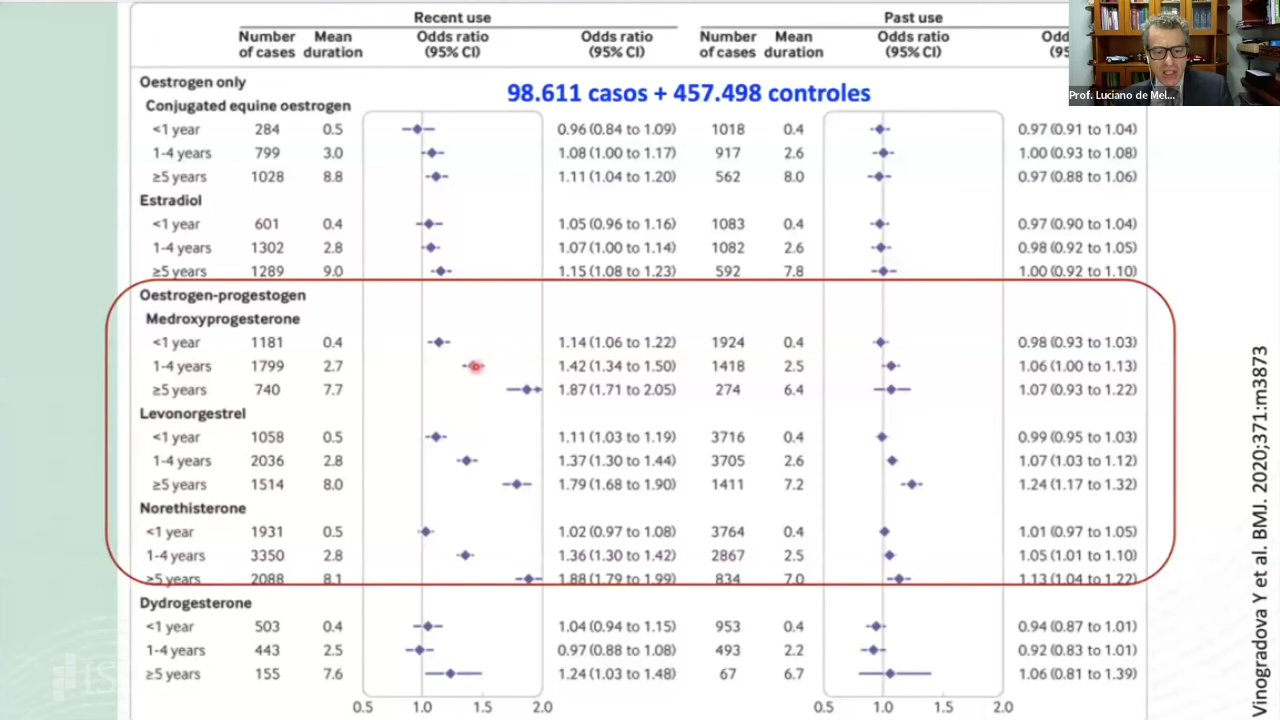 Recent use Past use
Number of cases Mean duration Odds ratio (95% CI) Odds ratio (95% CI) Number of cases Mean duration Odds ratio (95% CI)
98.611 casos + 457.498 controles
Oestrogen only
Conjugated equine oestrogen
<1 year 284 0.5 0.96 (0.84 to 1.09) 1018 0.4 0.97 (0.91 to 1.04)
1-4 years 799 3.0 1.08 (1.00 to 1.17) 917 2.6 1.00 (0.93 to 1.08)
≥5 years 1028 8.8 1.11 (1.04 to 1.20) 562 8.0 0.97 (0.88 to 1.06)
Estradiol
<1 year 601 0.4 1.05 (0.96 to 1.16) 1083 0.4 0.97 (0.90 to 1.04)
1-4 years 1302 2.8 1.07 (1.00 to 1.14) 1082 2.6 0.98 (0.92 to 1.05)
≥5 years 1289 9.0 1.15 (1.08 to 1.23) 592 7.8 1.00 (0.92 to 1.10)
Oestrogen-progestogen
Medroxyprogesterone
<1 year 1181 0.4 1.14 (1.06 to 1.22) 1924 0.4 0.98 (0.93 to 1.03)
1-4 years 1799 2.7 1.42 (1.34 to 1.50) 1418 2.5 1.06 (1.00 to 1.13)
≥5 years 740 7.7 1.87 (1.71 to 2.05) 274 6.4 1.07 (0.93 to 1.22)
Levonorgestrel
<1 year 1058 0.5 1.11 (1.03 to 1.19) 3716 0.4 0.99 (0.95 to 1.03)
1-4 years 2036 2.8 1.37 (1.30 to 1.44) 3705 2.6 1.07 (1.03 to 1.12)
≥5 years 1514 8.0 1.79 (1.68 to 1.90) 1411 7.2 1.24 (1.17 to 1.32)
Norethisterone
<1 year 1931 0.5 1.02 (0.97 to 1.08) 3764 0.4 1.01 (0.97 to 1.05)
1-4 years 3350 2.8 1.36 (1.30 to 1.42) 2867 2.5 1.05 (1.01 to 1.10)
≥5 years 2088 8.1 1.88 (1.79 to 1.99) 834 7.0 1.13 (1.04 to 1.22)
Dydrogesterone
<1 year 503 0.4 1.04 (0.94 to 1.15) 953 0.4 0.94 (0.87 to 1.01)
1-4 years 443 2.5 0.97 (0.88 to 1.08) 493 2.2 0.92 (0.83 to 1.01)
≥5 years 155 7.6 1.24 (1.03 to 1.48) 67 6.7 1.06 (0.81 to 1.39)
0.5 1.0 1.5 2.0 0.5 1.0 1.5 2.0
Prof. Luciano de Mel...
Vinogradova Y et al. BMJ. 2020;371:m3873